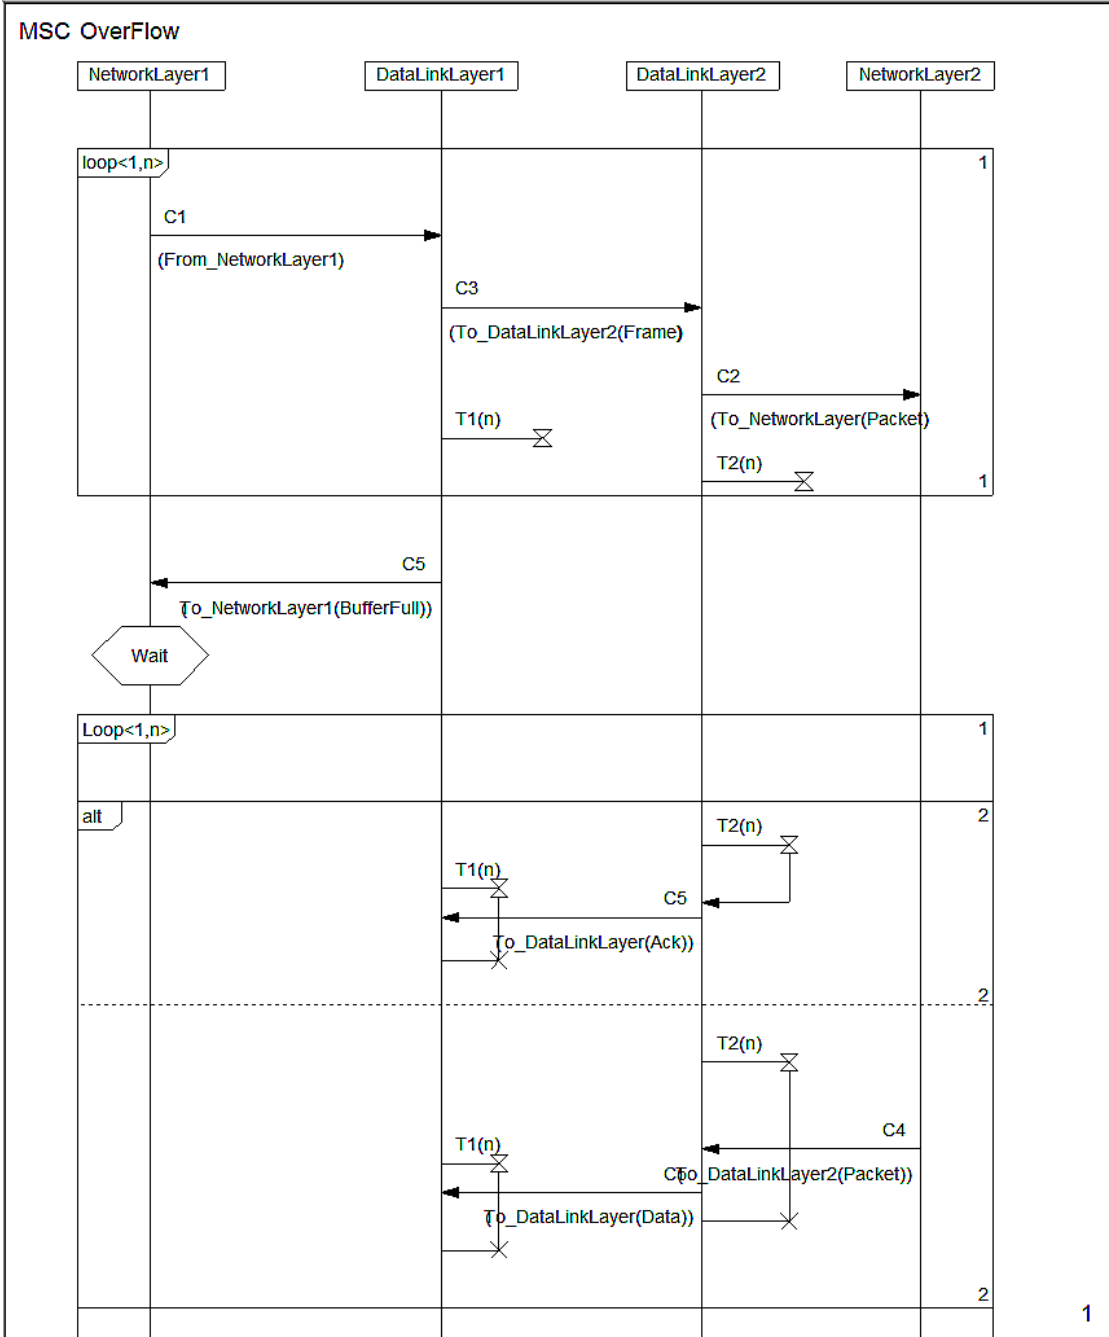 MSC OverFlow
NetworkLayer1 DataLinkLayer1 DataLinkLayer2 NetworkLayer2
loop<1,n> 1
C1
(From_NetworkLayer1)
C3
(To_DataLinkLayer2(Frame)
C2
T1(n) (To_NetworkLayer(Packet)
T2(n)
1
C5
(To_NetworkLayer1(BufferFull))
Wait
Loop<1,n> 1
alt 2
T2(n)
T1(n)
C5
(To_DataLinkLayer(Ack))
2
T2(n)
C4
T1(n)
(To_DataLinkLayer2(Packet))
(To_DataLinkLayer(Data))
2
1